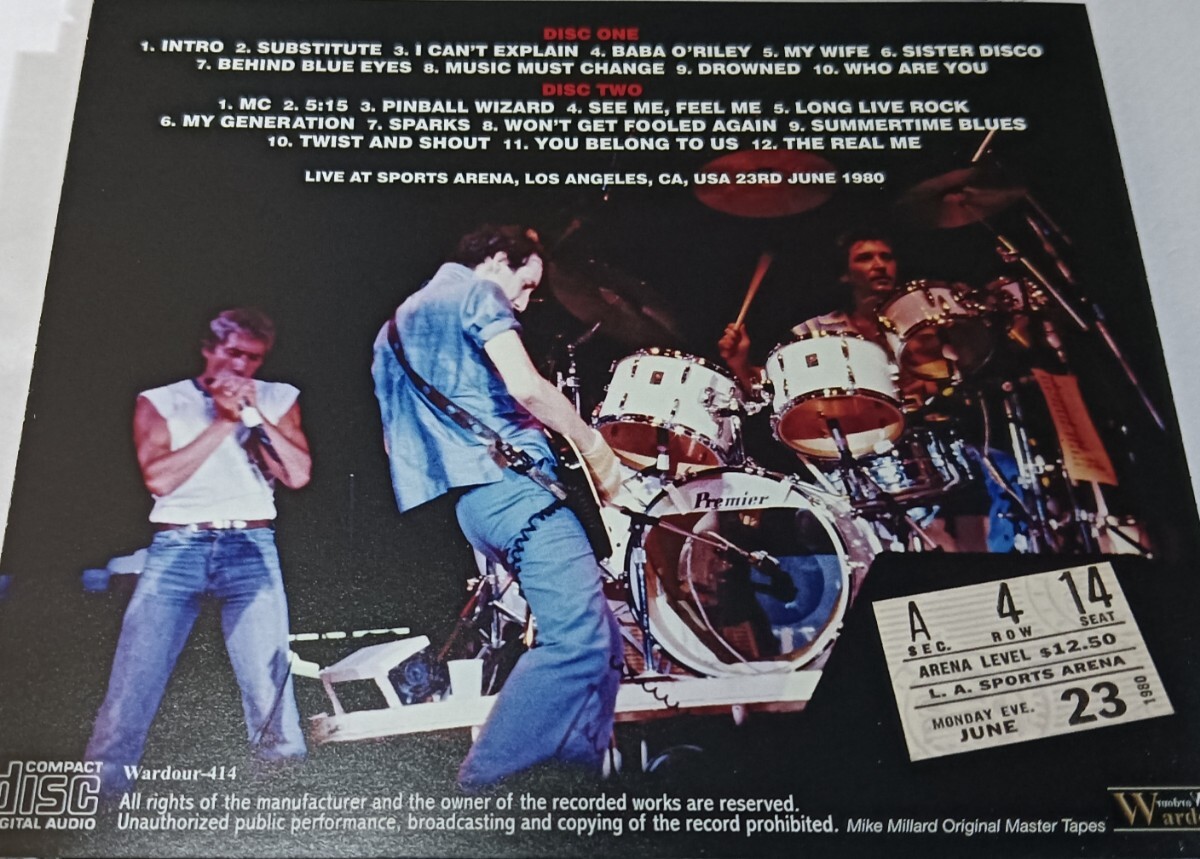 DISC ONE
1. INTRO 2. SUBSTITUTE 3. I CAN'T EXPLAIN 4. BABA O'RILEY 5. MY WIFE 6. SISTER DISCO
7. BEHIND BLUE EYES 8. MUSIC MUST CHANGE 9. DROWNED 10. WHO ARE YOU
DISC TWO
1. MC 2. 5:15 3. PINBALL WIZARD 4. SEE ME, FEEL ME 5. LONG LIVE ROCK
6. MY GENERATION 7. SPARKS 8. WON'T GET FOOLED AGAIN 9. SUMMERTIME BLUES
10. TWIST AND SHOUT 11. YOU BELONG TO US 12. THE REAL ME
LIVE AT SPORTS ARENA, LOS ANGELES, CA, USA 23RD JUNE 1980
Premier
A 4 14
SEC. ROW SEAT
ARENA LEVEL $12.50
L. A. SPORTS ARENA
MONDAY EVE.
JUNE 23 1980
COMPACT
disc
DIGITAL AUDIO
Wardour-414
All rights of the manufacturer and the owner of the recorded works are reserved.
Unauthorized public performance, broadcasting and copying of the record prohibited. Mike Millard Original Master Tapes